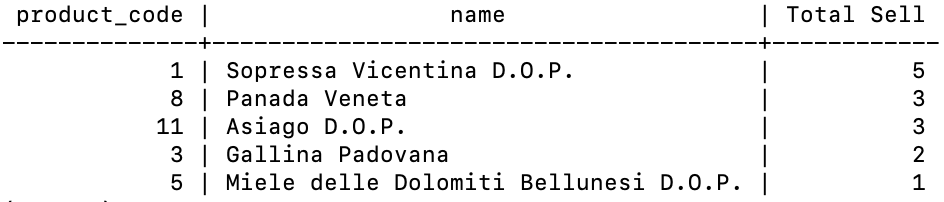 product_code | name | Total Sell
--------------+---------------------------------------+------------
1 | Sopressa Vicentina D.O.P. | 5
8 | Panada Veneta | 3
11 | Asiago D.O.P. | 3
3 | Gallina Padovana | 2
5 | Miele delle Dolomiti Bellunesi D.O.P. | 1